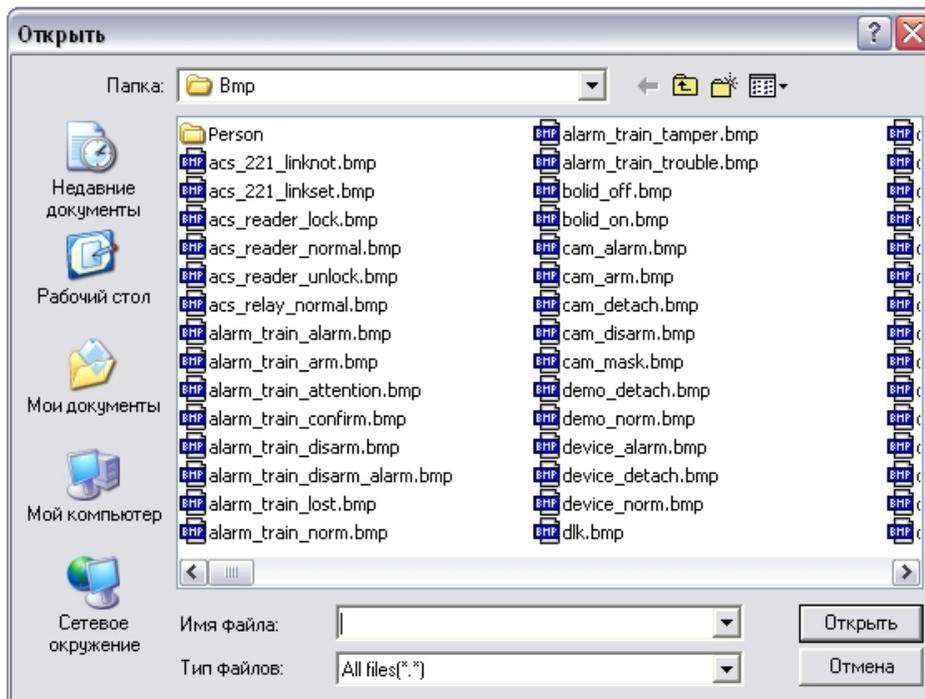 Открыть
Папка: Bmp
Недавние документы
Рабочий стол
Мои документы
Мой компьютер
Сетевое окружение
Person
acs_221_linknot.bmp
acs_221_linkset.bmp
acs_reader_lock.bmp
acs_reader_normal.bmp
acs_reader_unlock.bmp
acs_relay_normal.bmp
alarm_train_alarm.bmp
alarm_train_arm.bmp
alarm_train_attention.bmp
alarm_train_confirm.bmp
alarm_train_disarm.bmp
alarm_train_disarm_alarm.bmp
alarm_train_lost.bmp
alarm_train_norm.bmp
alarm_train_tamper.bmp
alarm_train_trouble.bmp
bolid_off.bmp
bolid_on.bmp
cam_alarm.bmp
cam_arm.bmp
cam_detach.bmp
cam_disarm.bmp
cam_mask.bmp
demo_detach.bmp
demo_norm.bmp
device_alarm.bmp
device_detach.bmp
device_norm.bmp
dlk.bmp
Имя файла:
Открыть
Тип файлов: All files(*.*)
Отмена